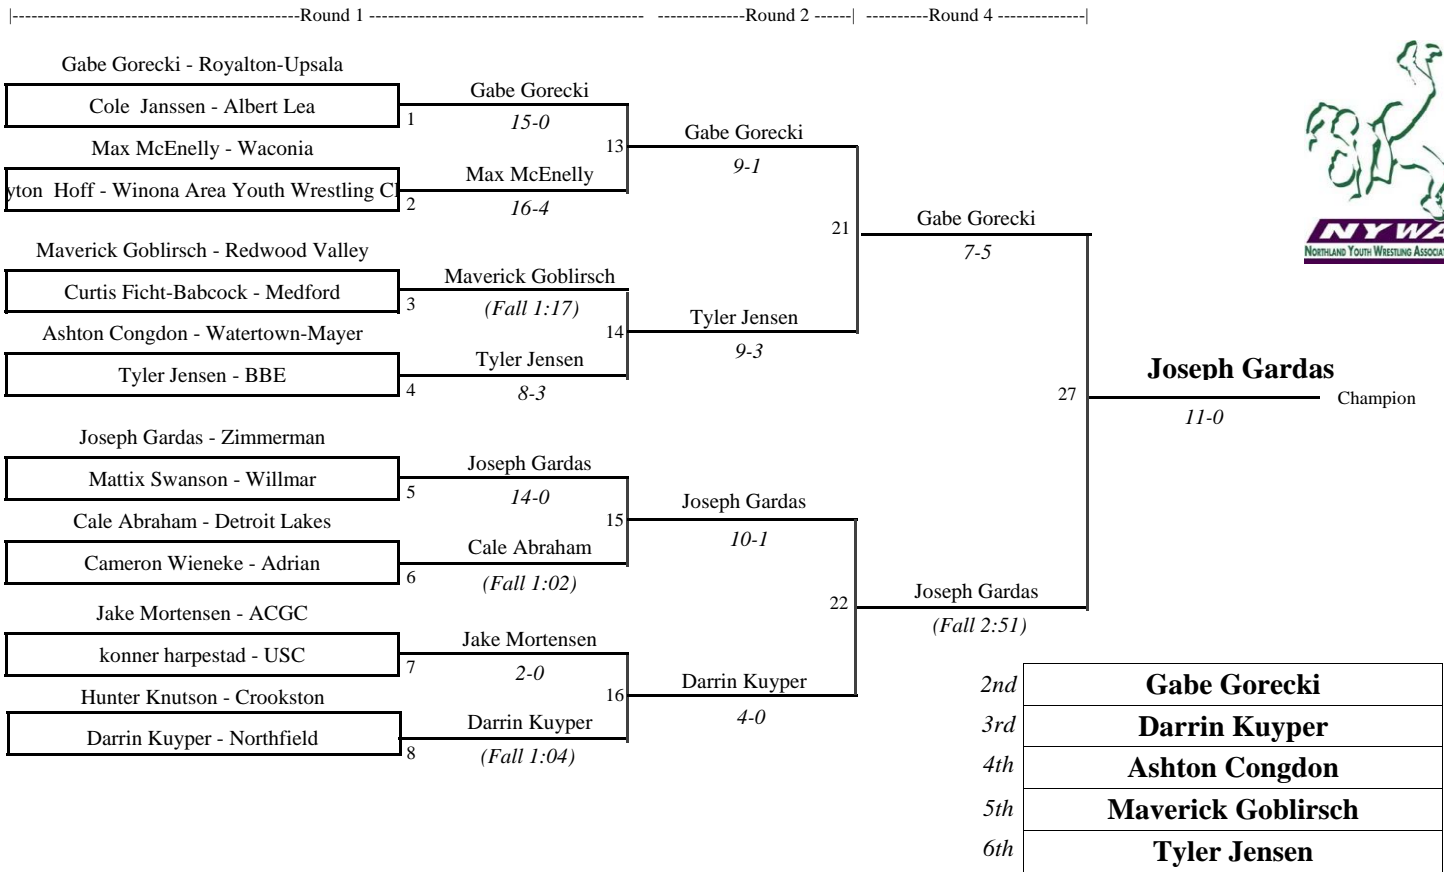 |----------------------------------------------Round 1 -------------------------------------------- --------------Round 2 ------| ----------Round 4 --------------|
Gabe Gorecki - Royalton-Upsala
Cole Janssen - Albert Lea
1
Gabe Gorecki
15-0
Max McEnelly - Waconia
yton Hoff - Winona Area Youth Wrestling Cl
2
Max McEnelly
16-4
13
Gabe Gorecki
9-1
Maverick Goblirsch - Redwood Valley
Curtis Ficht-Babcock - Medford
3
Maverick Goblirsch
(Fall 1:17)
Ashton Congdon - Watertown-Mayer
Tyler Jensen - BBE
4
Tyler Jensen
8-3
14
Tyler Jensen
9-3
21
Gabe Gorecki
7-5
Joseph Gardas - Zimmerman
Mattix Swanson - Willmar
5
Joseph Gardas
14-0
Cale Abraham - Detroit Lakes
Cameron Wieneke - Adrian
6
Cale Abraham
(Fall 1:02)
15
Joseph Gardas
10-1
Jake Mortensen - ACGC
konner harpestad - USC
7
Jake Mortensen
2-0
Hunter Knutson - Crookston
Darrin Kuyper - Northfield
8
Darrin Kuyper
(Fall 1:04)
16
Darrin Kuyper
4-0
22
Joseph Gardas
(Fall 2:51)
27
Joseph Gardas
Champion
11-0
NYWA
NORTHLAND YOUTH WRESTLING ASSOCIAT
2nd Gabe Gorecki
3rd Darrin Kuyper
4th Ashton Congdon
5th Maverick Goblirsch
6th Tyler Jensen